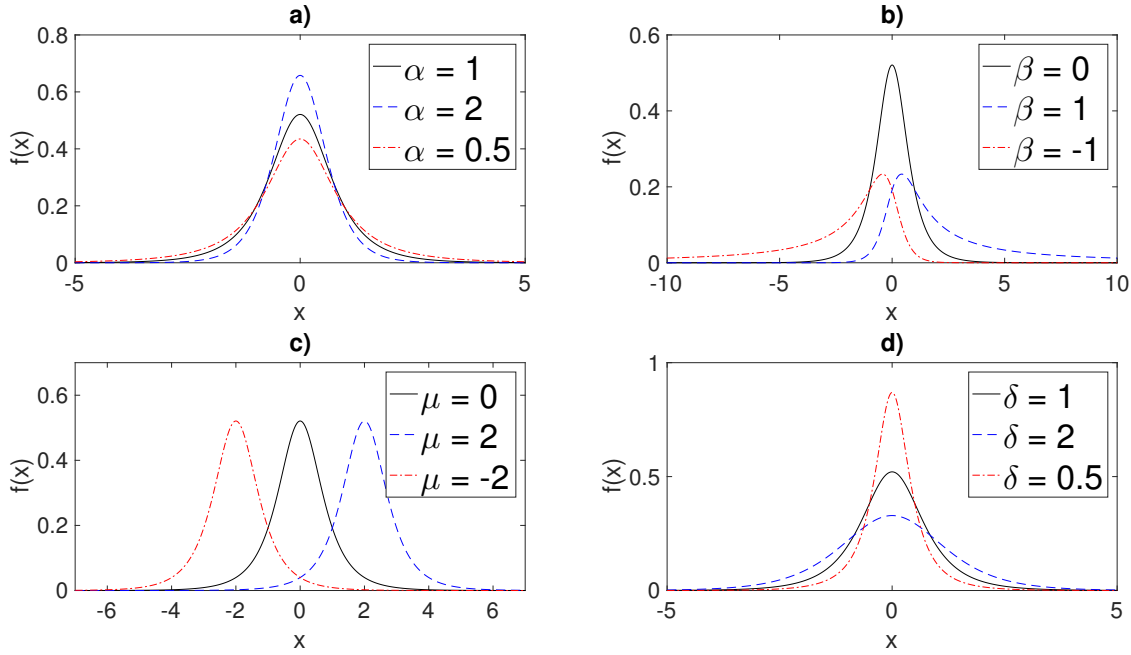 a)
0.8
0.6
0.4
0.2
0
f(x)
-5
0
5
x
α = 1
α = 2
α = 0.5
b)
0.6
0.4
0.2
0
f(x)
-10
-5
0
5
10
x
β = 0
β = 1
β = -1
c)
0.6
0.4
0.2
0
f(x)
-6
-4
-2
0
2
4
6
x
μ = 0
μ = 2
μ = -2
d)
1
0.5
0
f(x)
-5
0
5
x
δ = 1
δ = 2
δ = 0.5